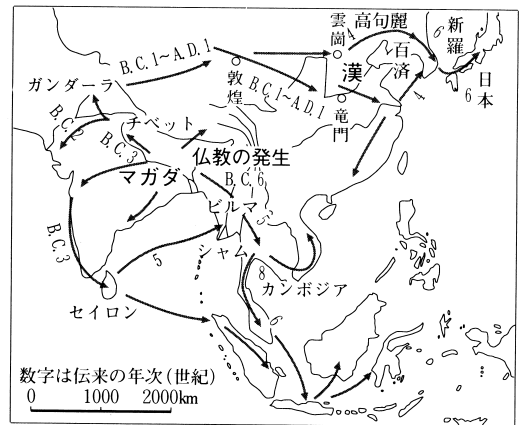 雲崗
高句麗
4
6
新羅
百済
日本
6
4
B.C.1~A.D.1
敦煌
漢
B.C.1~A.D.1
竜門
ガンダーラ
B.C.2
チベット
B.C.3
仏教の発生
マガダ
B.C.6
ビルマ
5
B.C.3
5
シャム
8
カンボジア
セイロン
6
数字は伝来の年次(世紀)
0 1000 2000km